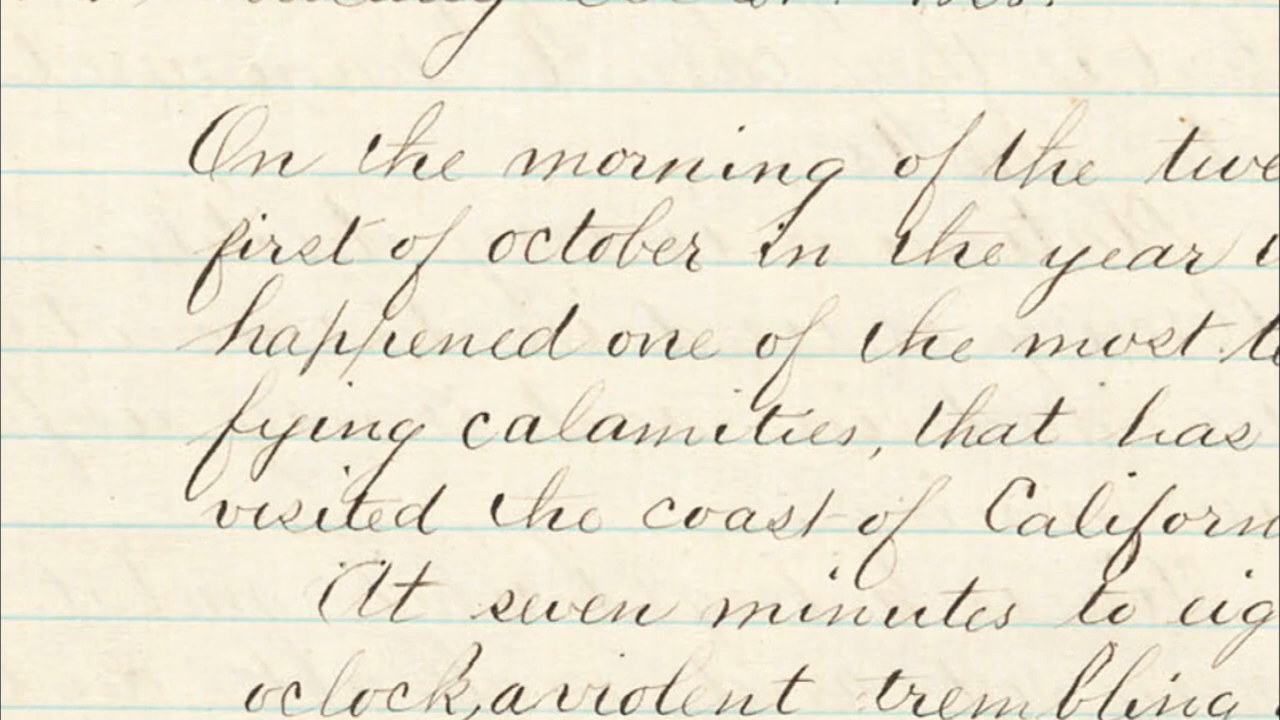 On the morning of the twe
first of october in the year
happened one of the most te
fying calamities, that has
visited the coast of Californ
At seven minutes to eig
oclock, a violent trembling